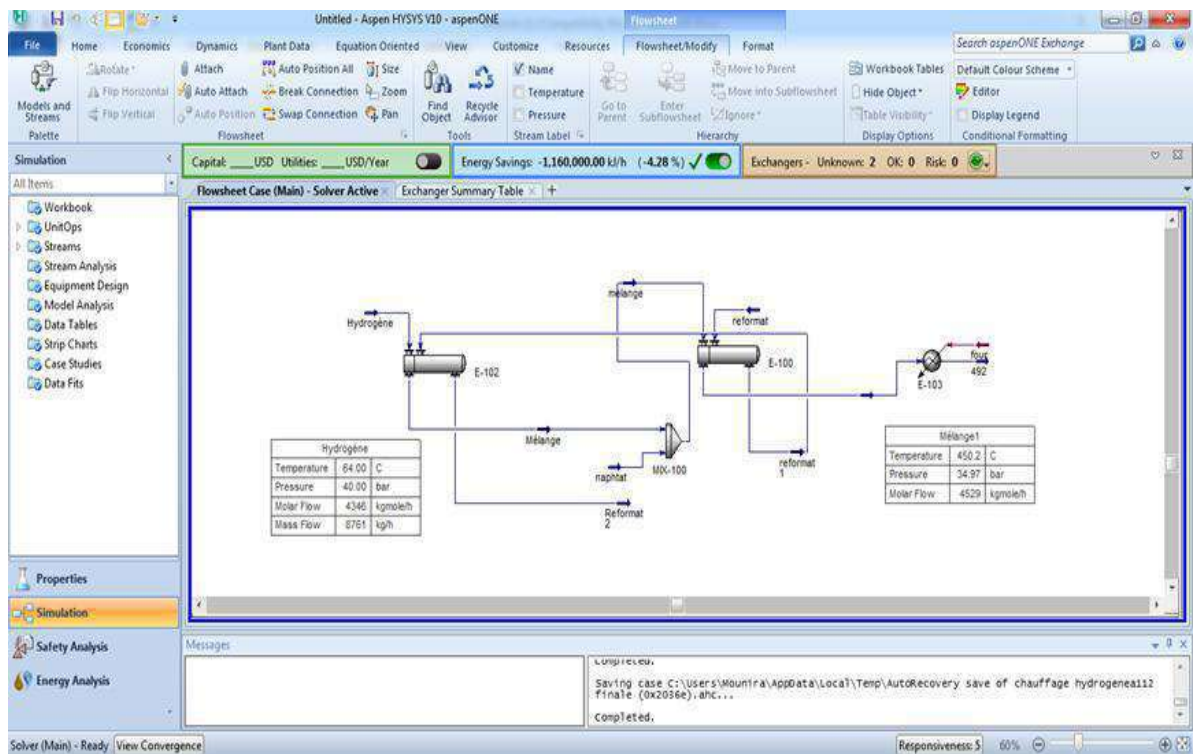 Untitled - Aspen HYSYS V10 - aspenONE
Flowsheet
File Home Economics Dynamics Plant Data Equation Oriented View Customize Resources Flowsheet/Modify Format
Search aspenONE Exchange
Models and Streams
Palette
Rotate
Flip Horizontal
Flip Vertical
Attach
Auto Attach
Auto Position
Auto Position All
Break Connection
Swap Connection
Size
Zoom
Pan
Flowsheet
Find Object
Recycle Advisor
Tools
Name
Temperature
Pressure
Stream Label
Go to Parent
Enter Subflowsheet
Move to Parent
Move into Subflowsheet
Ignore
Hierarchy
Workbook Tables
Hide Object
Table Visibility
Display Options
Default Colour Scheme
Editor
Display Legend
Conditional Formatting
Simulation
All Items
Capital: ____USD Utilities: ____USD/Year
Energy Savings: -1,160,000.00 kJ/h (-4.28 %)
Exchangers - Unknown: 2 OK: 0 Risk: 0
Flowsheet Case (Main) - Solver Active
Exchanger Summary Table
+
Workbook
UnitOps
Streams
Stream Analysis
Equipment Design
Model Analysis
Data Tables
Strip Charts
Case Studies
Data Fits
Properties
Simulation
Safety Analysis
Energy Analysis
Hydrogène
E-102
mélange
reformat
E-100
four
492
E-103
Mélange
naphtat
MIX-100
reformat
1
Reformat
2
Hydrogène
Temperature 64.00 C
Pressure 40.00 bar
Molar Flow 4346 kgmole/h
Mass Flow 8761 kg/h
Mélange1
Temperature 450.2 C
Pressure 34.97 bar
Molar Flow 4529 kgmole/h
Messages
Completed.
Saving case C:\Users\Mounira\AppData\Local\Temp\AutoRecovery save of chauffage hydrogenea112
finale (0x2036e).ahc...
Completed.
Solver (Main) - Ready View Convergence
Responsiveness: 5 60%